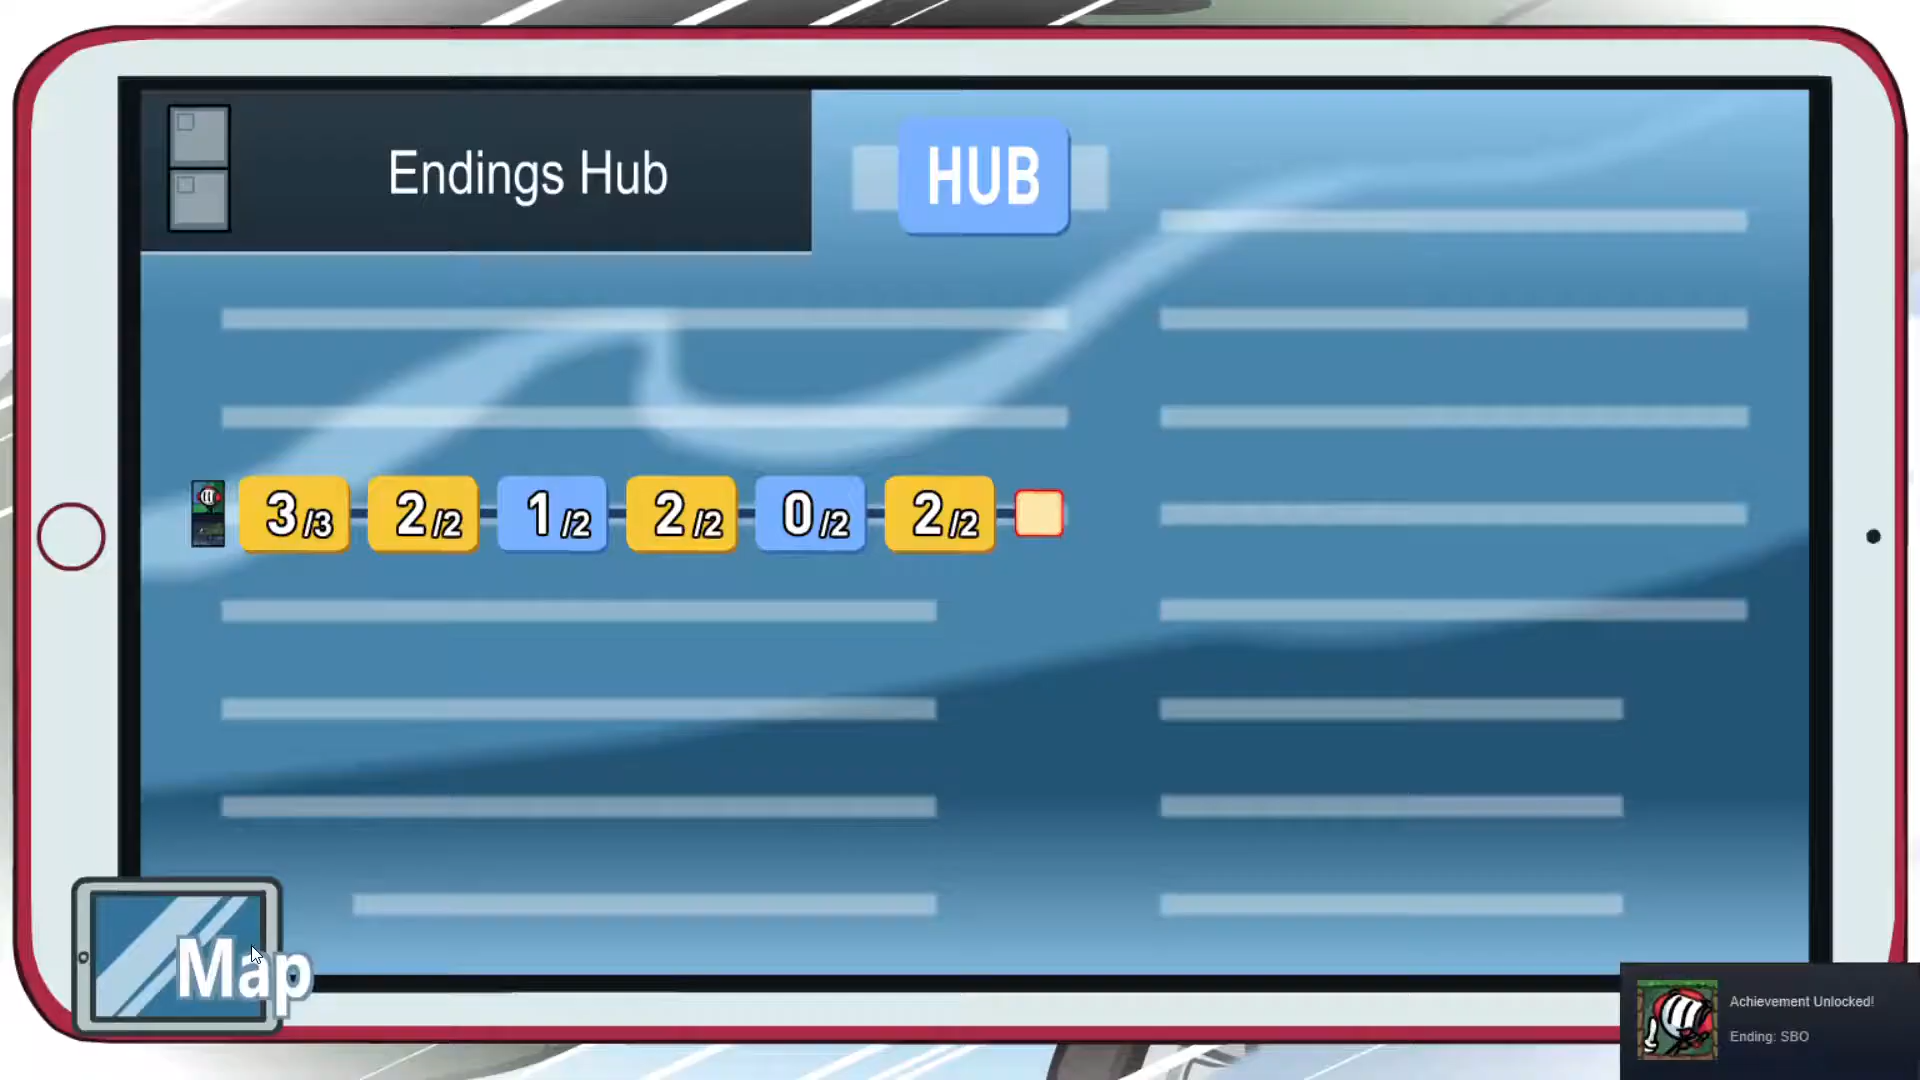 Endings Hub
HUB
3/3 2/2 1/2 2/2 0/2 2/2
Map
Achievement Unlocked!
Ending: SBO